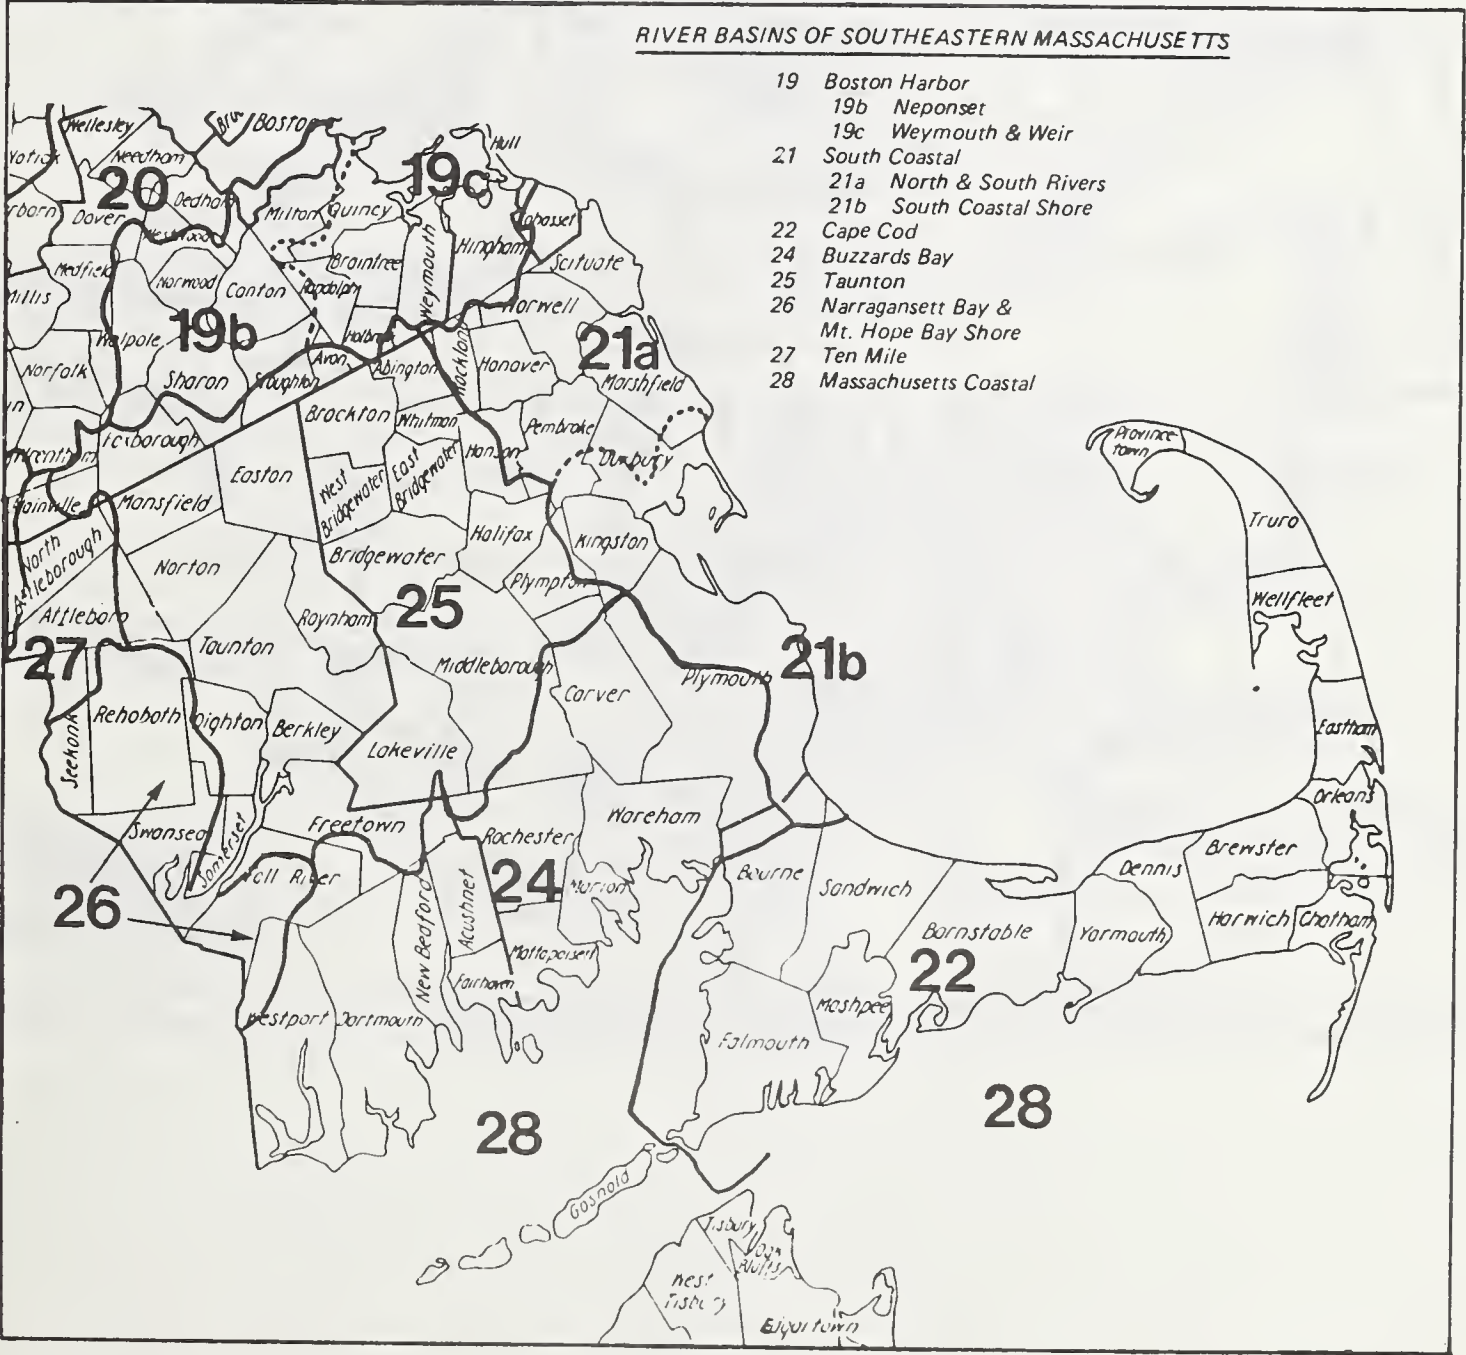 RIVER BASINS OF SOUTHEASTERN MASSACHUSETTS
19 Boston Harbor
19b Neponset
19c Weymouth & Weir
21 South Coastal
21a North & South Rivers
21b South Coastal Shore
22 Cape Cod
24 Buzzards Bay
25 Taunton
26 Narragansett Bay &
Mt. Hope Bay Shore
27 Ten Mile
28 Massachusetts Coastal
Wellesley
Bru
Boston
Hull
Natick
Needham
20
19c
Dedham
Dover
Milton
Quincy
Cohasset
Westwood
Weymouth
Hingham
Medfield
Norwood
Canton
Braintree
Scituate
Millis
Randolph
Norwell
19b
Walpole
Holbrook
Rockland
21a
Norfolk
Sharon
Stoughton
Avon
Abington
Hanover
Marshfield
Brockton
Whitman
Pembroke
Wrentham
Foxborough
Hanson
Duxbury
Easton
West
Bridgewater
East
Bridgewater
Plainville
Mansfield
Halifax
Kingston
North
Attleborough
Norton
Bridgewater
Plympton
Attleboro
Raynham
25
27
Taunton
Middleborough
Plymouth
21b
Carver
Seekonk
Rehoboth
Dighton
Berkley
Lakeville
Swansea
Somerset
Freetown
Rochester
Wareham
26
Fall River
New Bedford
Acushnet
24
Marion
Mattapoisett
Fairhaven
Westport
Dartmouth
28
Province
town
Truro
Wellfleet
Eastham
Orleans
Brewster
Dennis
Bourne
Sandwich
Barnstable
Yarmouth
Harwich
Chatham
22
Mashpee
Falmouth
28
Gosnold
Tisbury
Oak
Bluffs
West
Tisbury
Edgartown